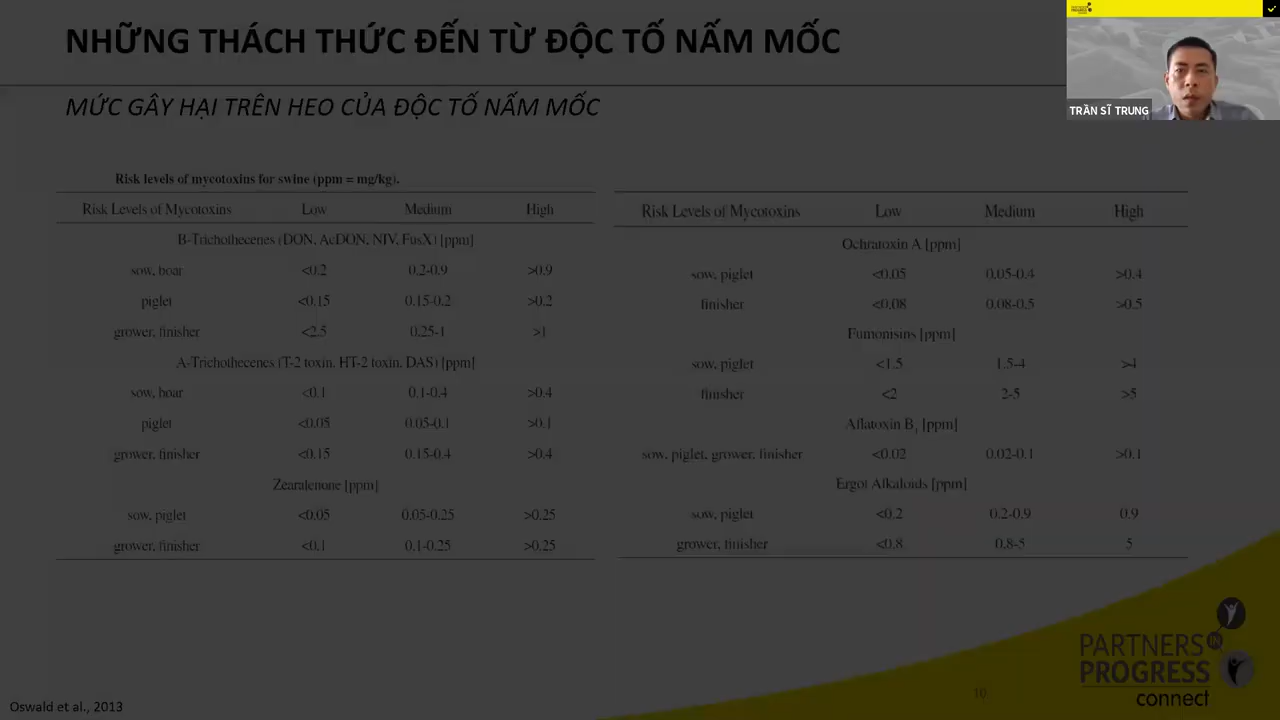 NHỮNG THÁCH THỨC ĐẾN TỪ ĐỘC TỐ NẤM MỐC
PARTNERS IN PROGRESS
TRẦN SĨ TRUNG
MỨC GÂY HẠI TRÊN HEO CỦA ĐỘC TỐ NẤM MỐC
Risk levels of mycotoxins for swine (ppm = mg/kg).
Risk Levels of Mycotoxins Low Medium High
B-Trichothecenes (DON, AcDON, NIV, FusX) [ppm]
sow, boar <0.2 0.2-0.9 >0.9
piglet <0.15 0.15-0.2 >0.2
grower, finisher <2.5 0.25-1 >1
A-Trichothecenes (T-2 toxin, HT-2 toxin, DAS) [ppm]
sow, boar <0.1 0.1-0.4 >0.4
piglet <0.05 0.05-0.1 >0.1
grower, finisher <0.15 0.15-0.4 >0.4
Zearalenone [ppm]
sow, piglet <0.05 0.05-0.25 >0.25
grower, finisher <0.1 0.1-0.25 >0.25
Risk Levels of Mycotoxins Low Medium High
Ochratoxin A [ppm]
sow, piglet <0.05 0.05-0.4 >0.4
finisher <0.08 0.08-0.5 >0.5
Fumonisins [ppm]
sow, piglet <1.5 1.5-4 >4
finisher <2 2-5 >5
Aflatoxin B1 [ppm]
sow, piglet, grower, finisher <0.02 0.02-0.1 >0.1
Ergot Alkaloids [ppm]
sow, piglet <0.2 0.2-0.9 0.9
grower, finisher <0.8 0.8-5 5
PARTNERS IN
PROGRESS
connect
10
Oswald et al., 2013